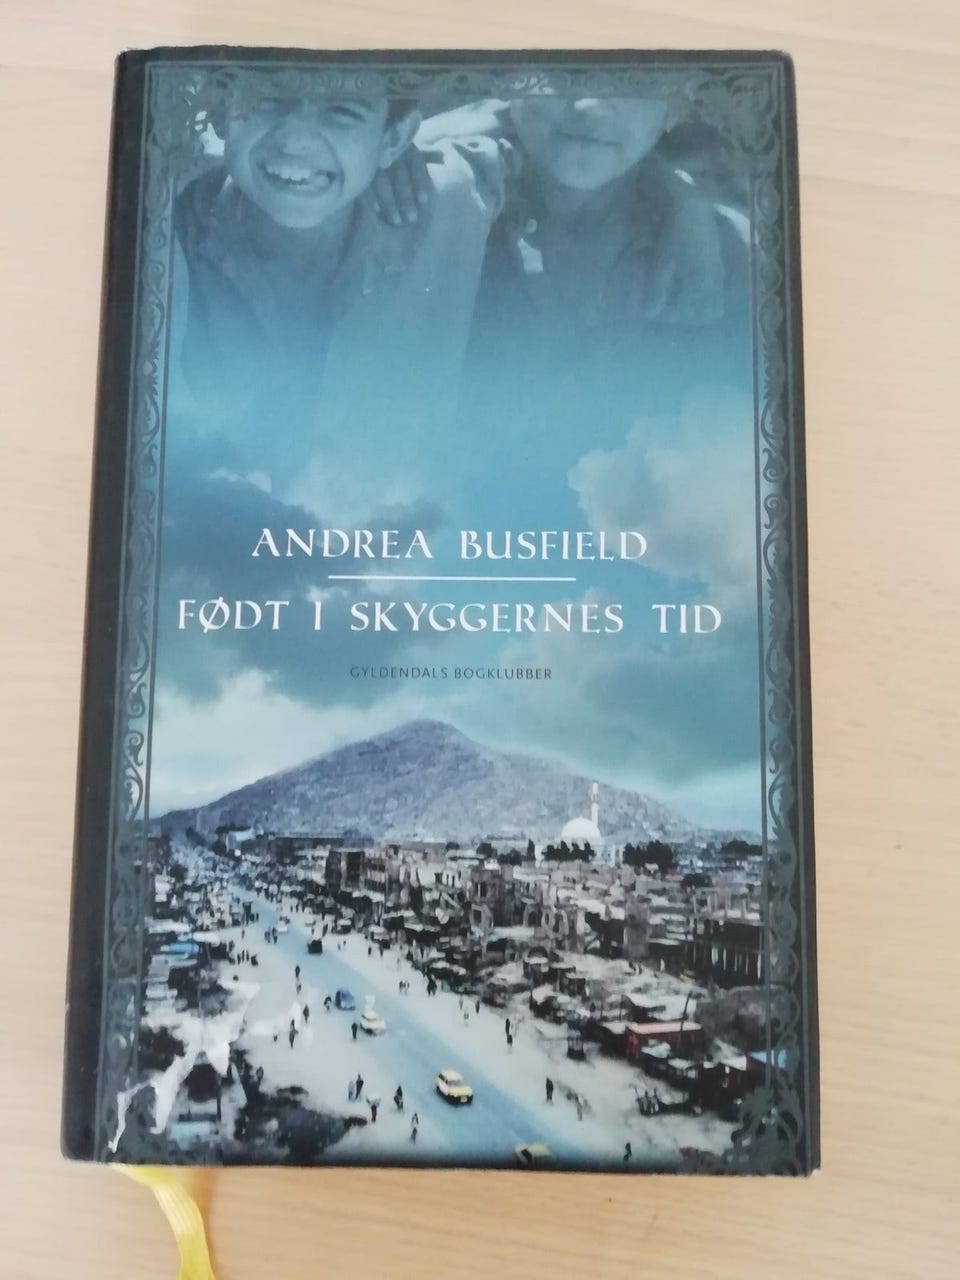 ANDREA BUSFIELD
FØDT I SKYGGERNES TID
GYLDENDALS BOGKLUBBER